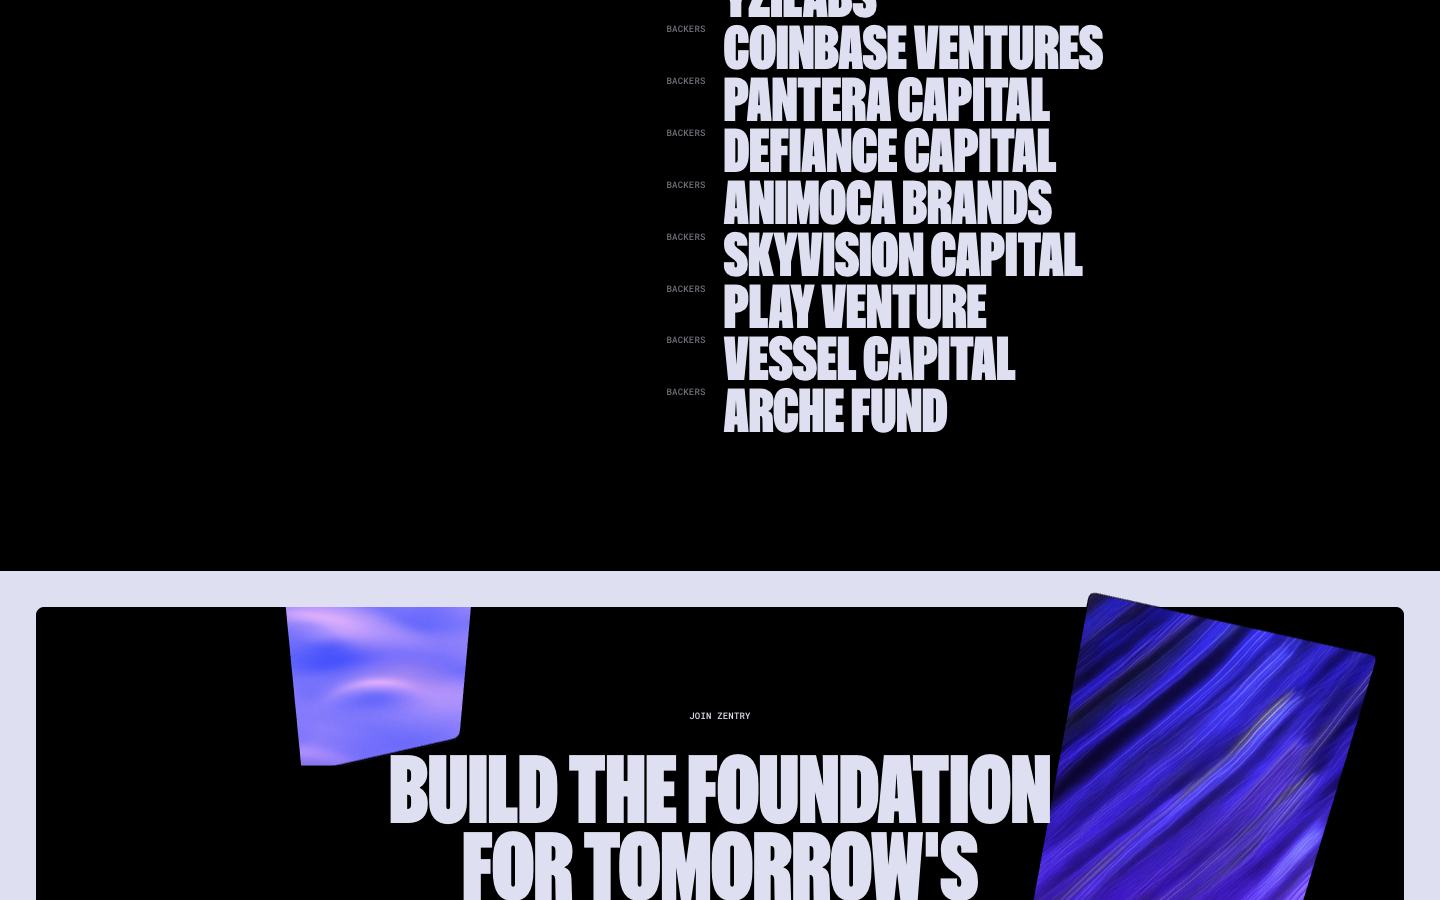 YZILABS
BACKERS
COINBASE VENTURES
BACKERS
PANTERA CAPITAL
BACKERS
DEFIANCE CAPITAL
BACKERS
ANIMOCA BRANDS
BACKERS
SKYVISION CAPITAL
BACKERS
PLAY VENTURE
BACKERS
VESSEL CAPITAL
BACKERS
ARCHE FUND
JOIN ZENTRY
BUILD THE FOUNDATION
FOR TOMORROW'S